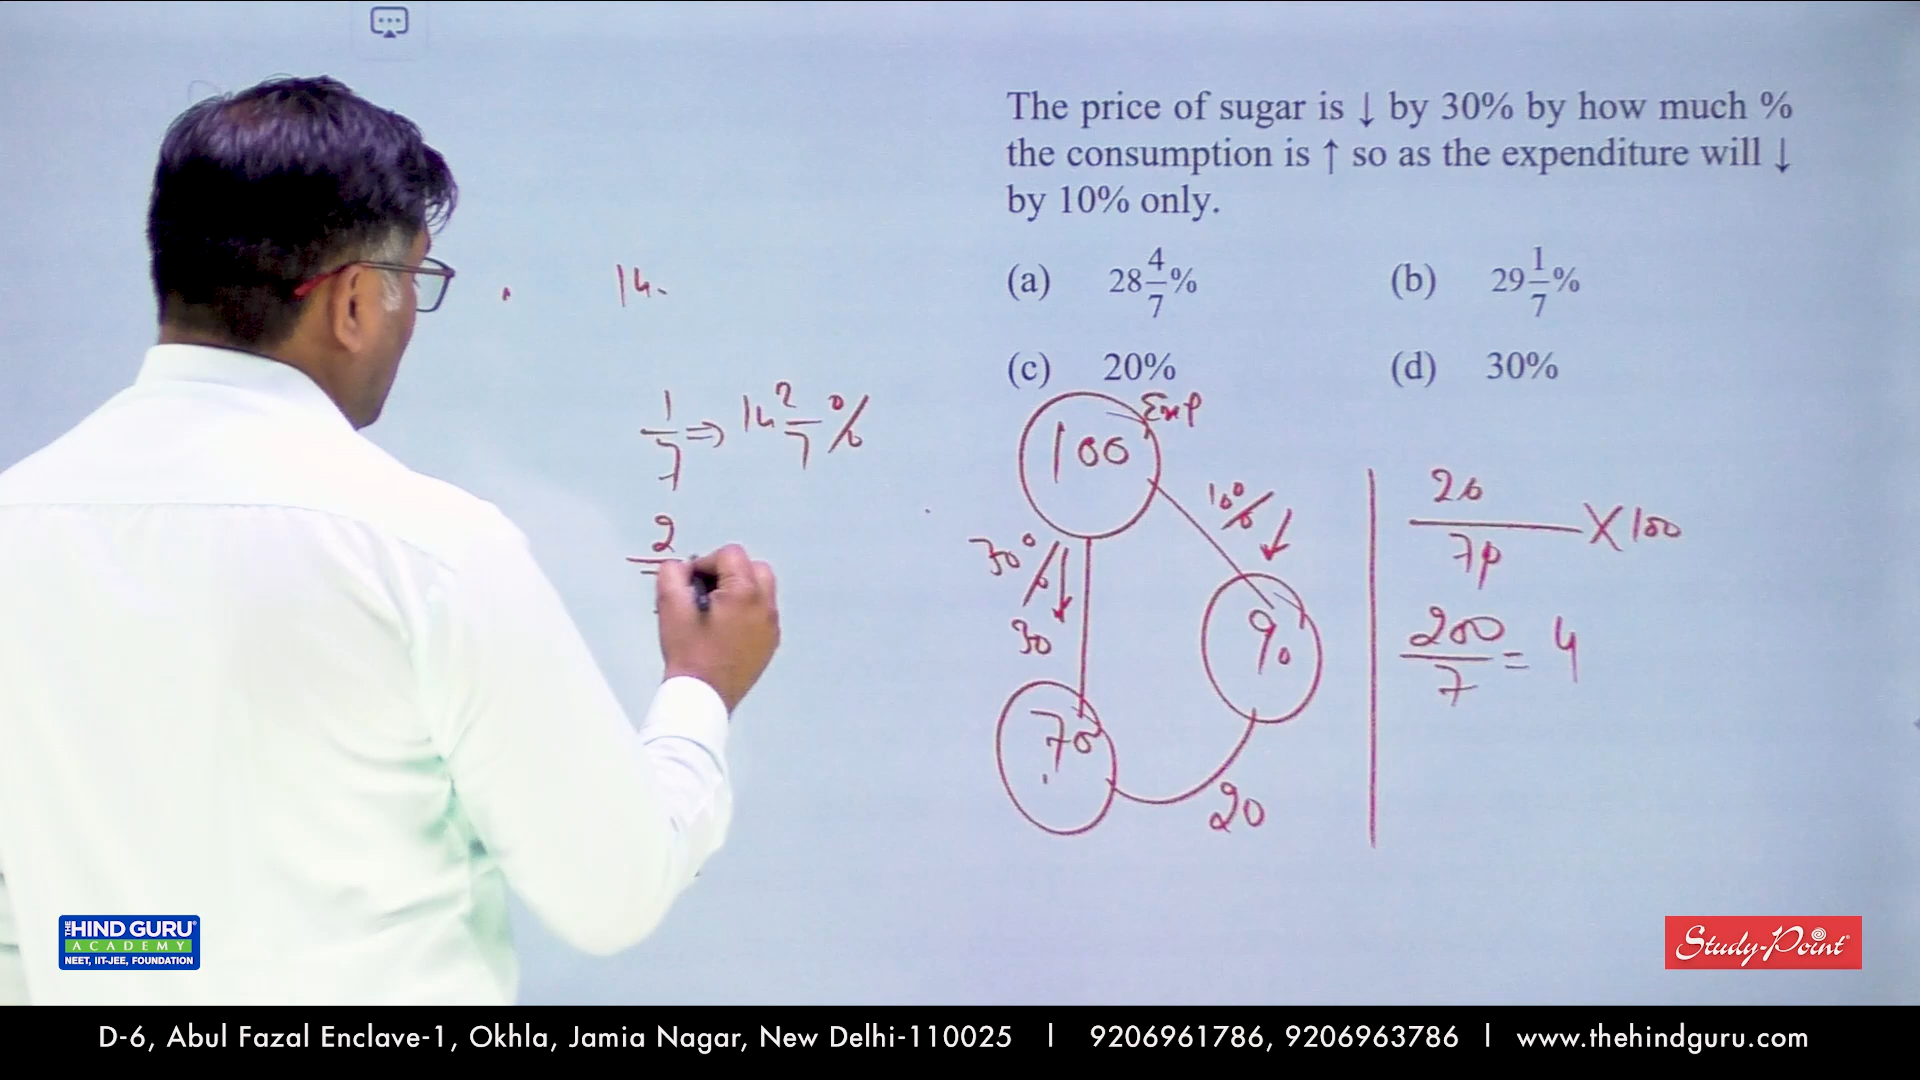 The price of sugar is ↓ by 30% by how much %
the consumption is ↑ so as the expenditure will ↓
by 10% only.
(a) 28 4/7 % (b) 29 1/7 %
(c) 20% (d) 30%
14.
1/7 ⇒ 14 2/7 %
2
Exp
100
10% ↓
30% ↓
30
90
70
20
20/70 × 100
200/7 = 4
THE HIND GURU
ACADEMY
NEET, IIT-JEE, FOUNDATION
Study-Point
D-6, Abul Fazal Enclave-1, Okhla, Jamia Nagar, New Delhi-110025 | 9206961786, 9206963786 | www.thehindguru.com